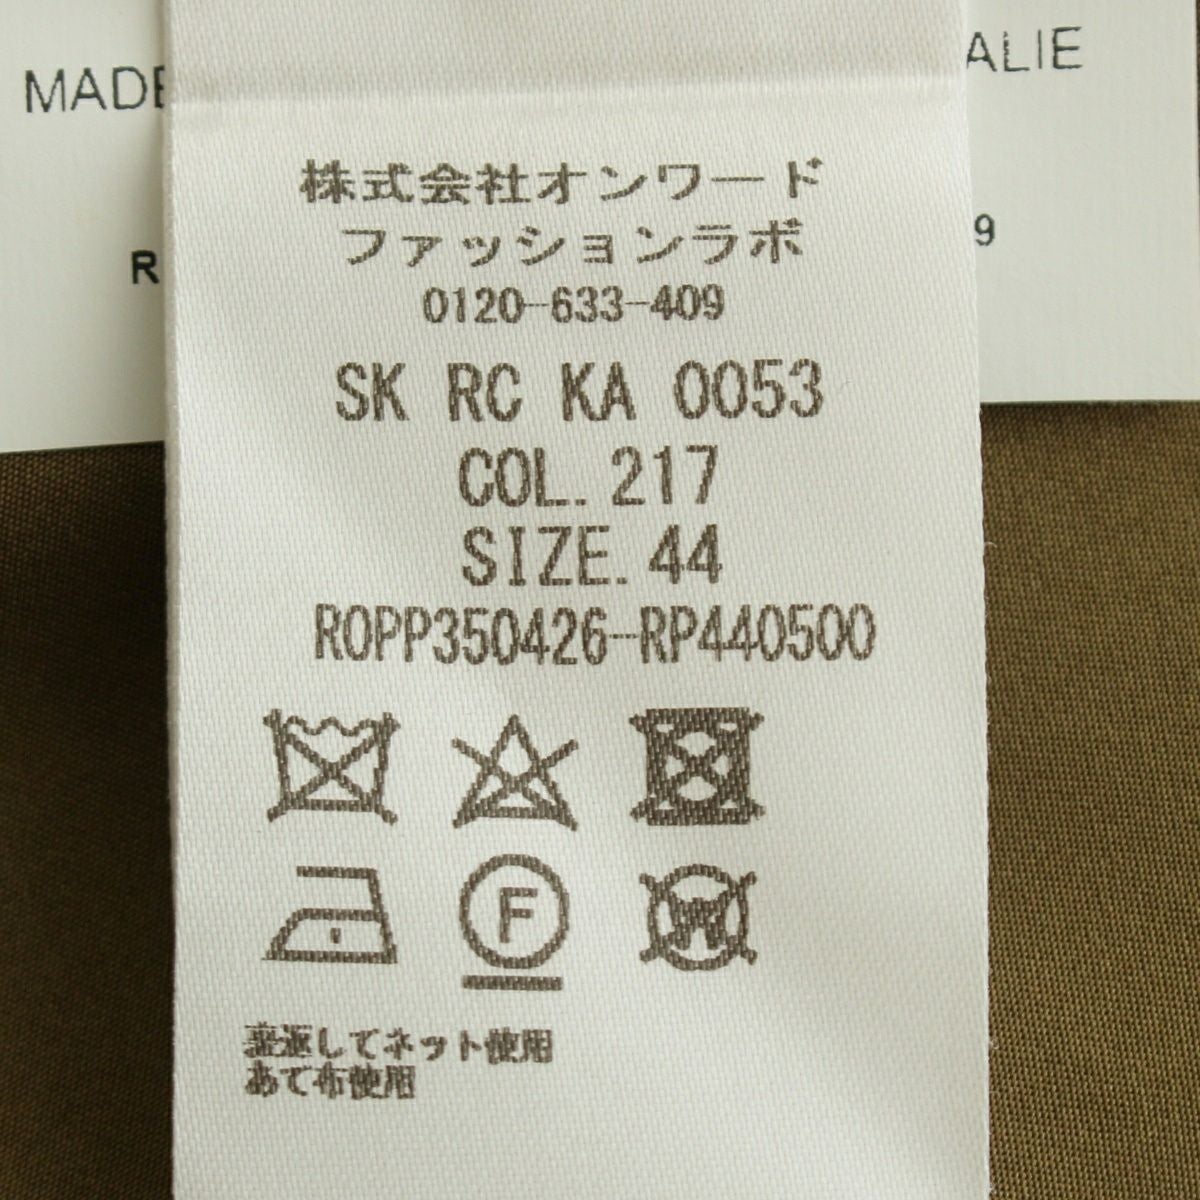 MADE
ALIE
R
9
株式会社オンワード
ファッションラボ
0120-633-409
SK RC KA 0053
COL. 217
SIZE. 44
ROPP350426-RP440500
F
W
裏返してネット使用
あて布使用